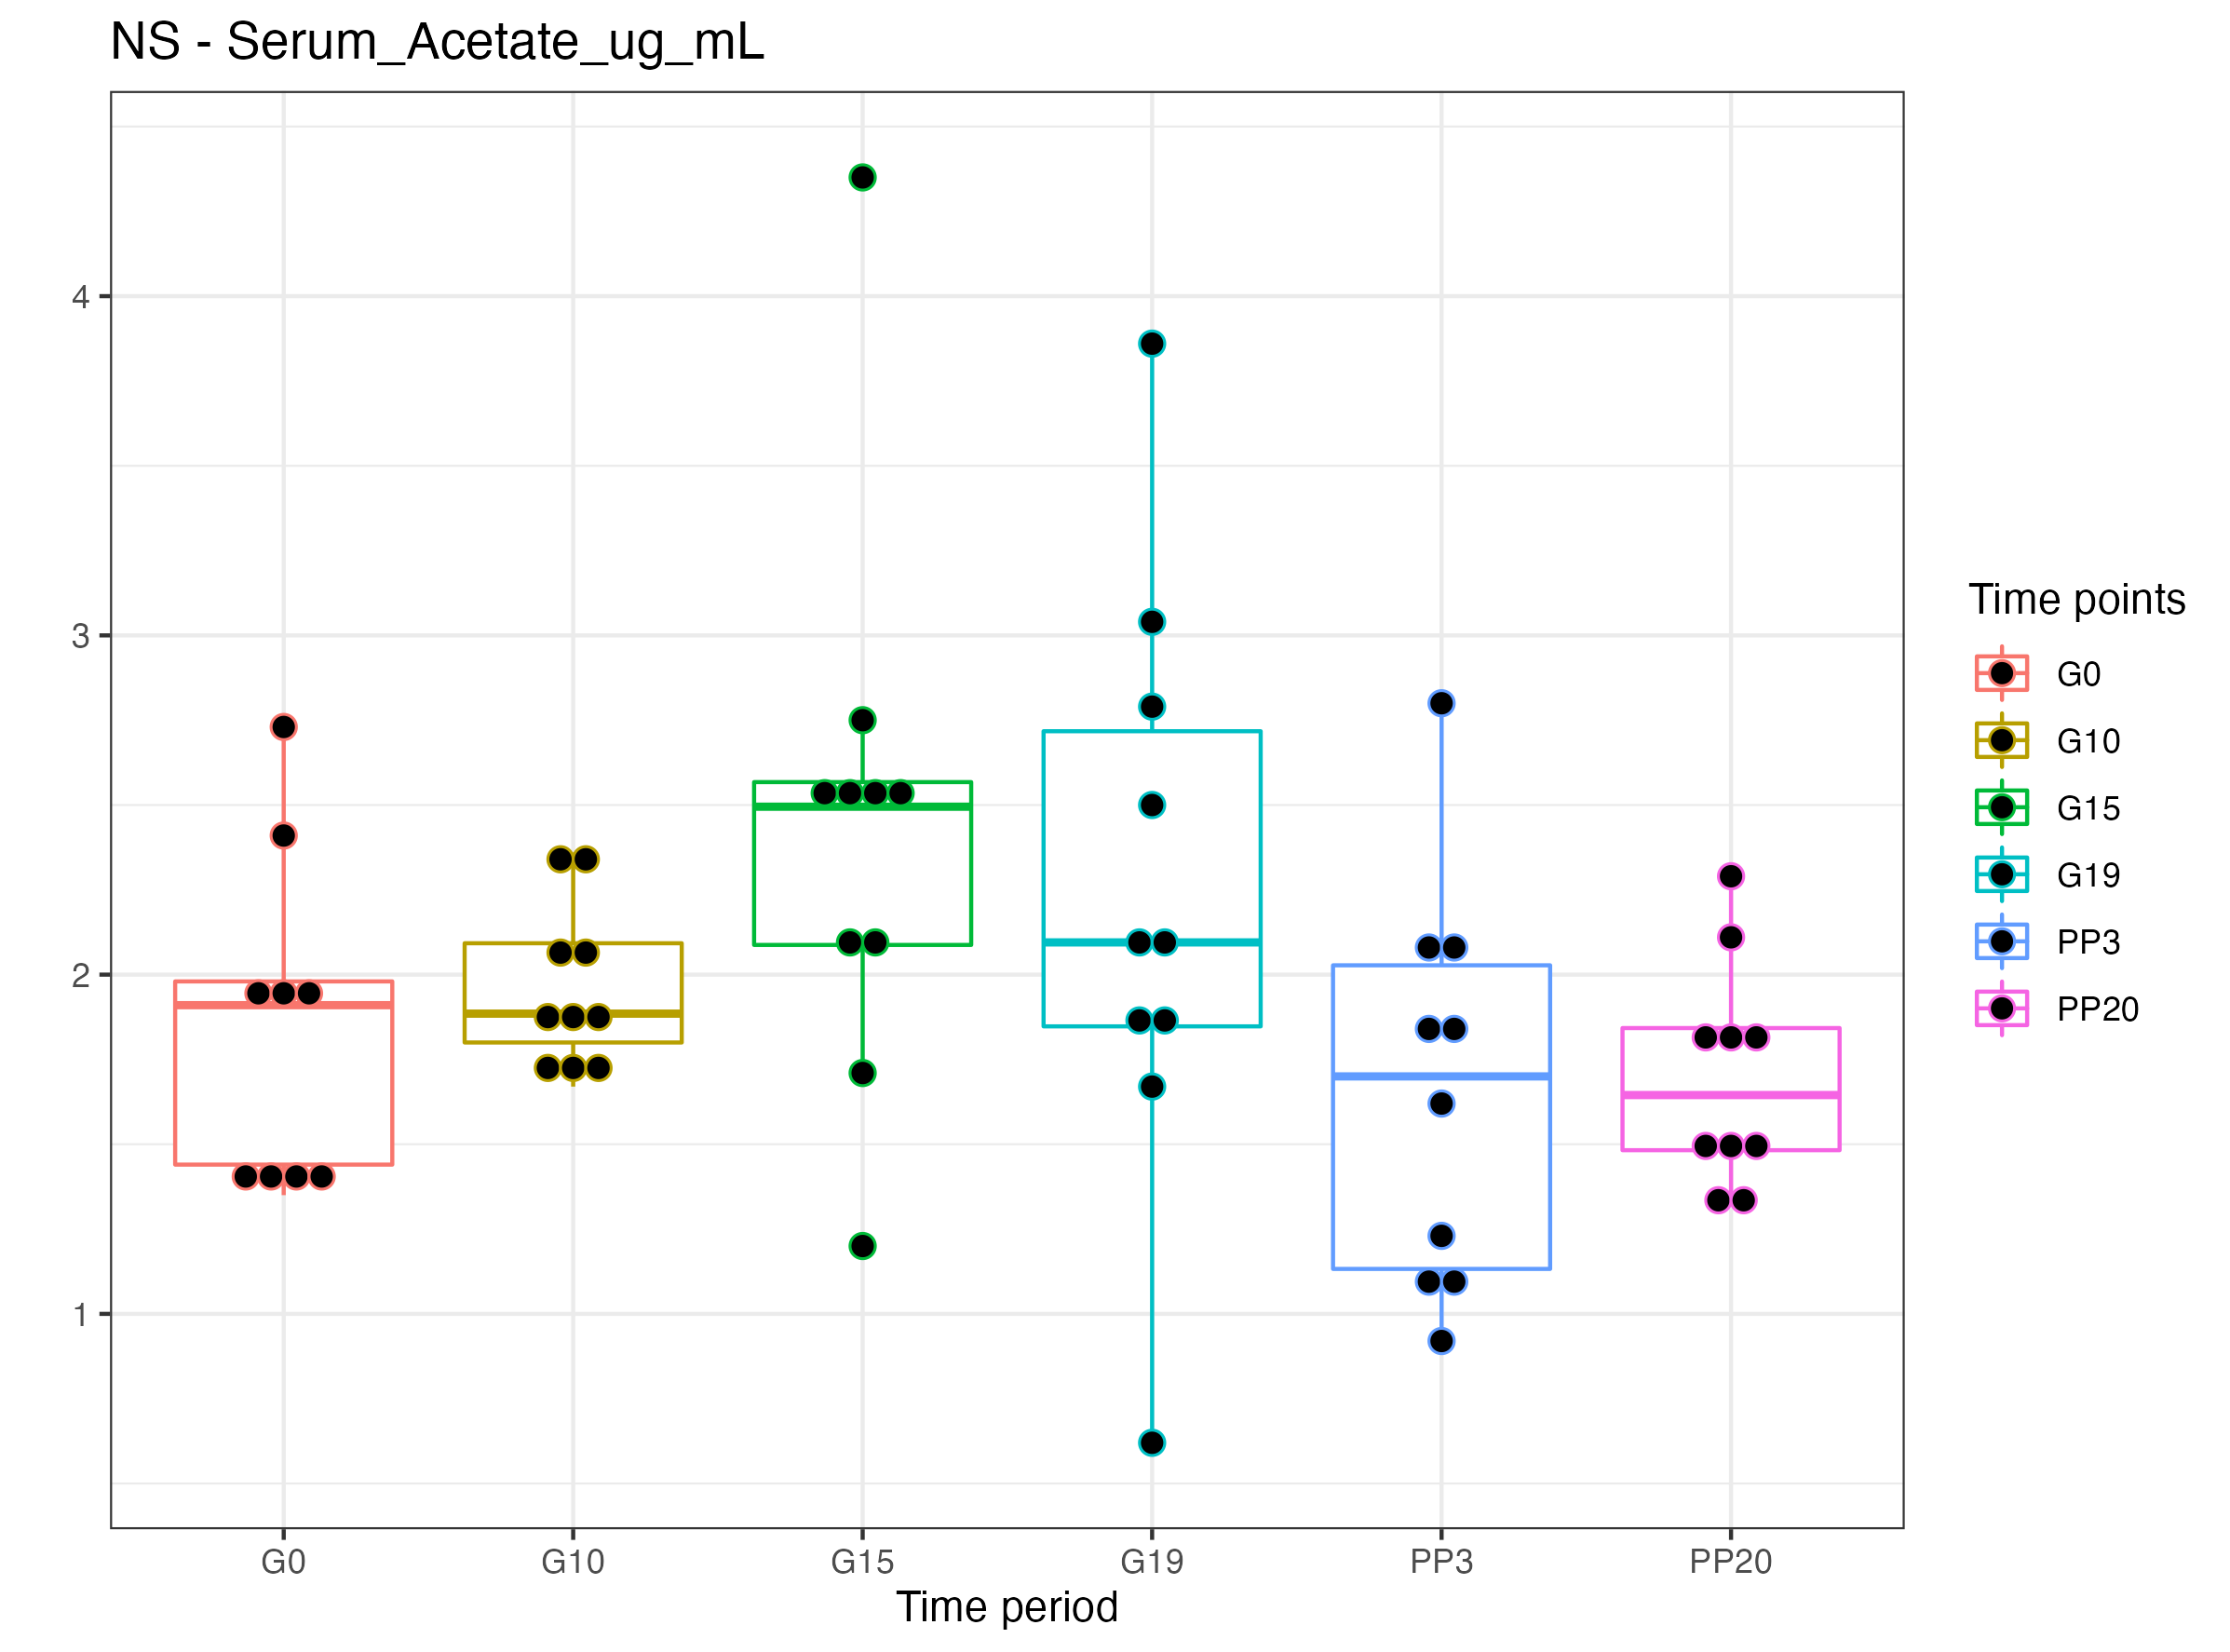 NS - Serum_Acetate_ug_mL
4
3
2
1
G0 G10 G15 G19 PP3 PP20
Time period
Time points
G0
G10
G15
G19
PP3
PP20